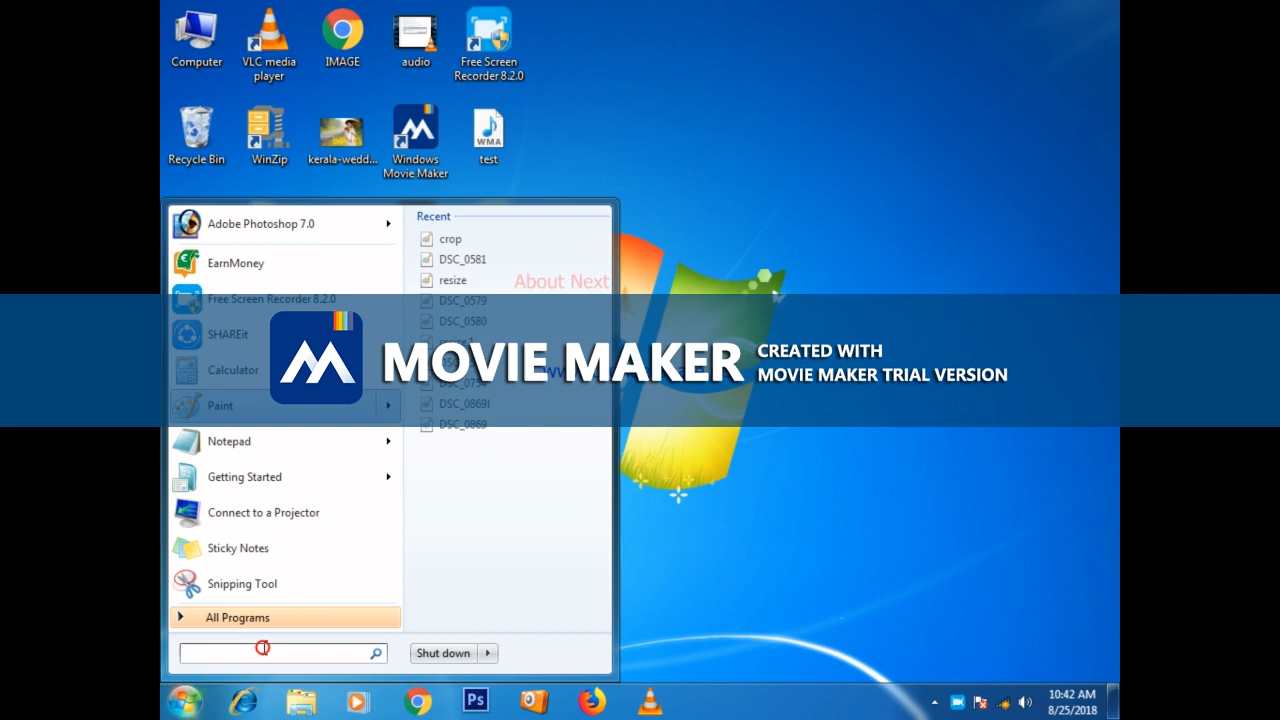 Computer
VLC media
player
IMAGE
audio
Free Screen
Recorder 8.2.0
Recycle Bin
WinZip
kerala-wedd...
Windows
Movie Maker
WMA
test
Adobe Photoshop 7.0
EarnMoney
Free Screen Recorder 8.2.0
SHAREit
Calculator
Paint
Notepad
Getting Started
Connect to a Projector
Sticky Notes
Snipping Tool
All Programs
Recent
crop
DSC_0581
resize
DSC_0579
DSC_0580
DSC_0869I
DSC_0869
About Next
MOVIE MAKER
CREATED WITH
MOVIE MAKER TRIAL VERSION
Shut down
Ps
10:42 AM
8/25/2018